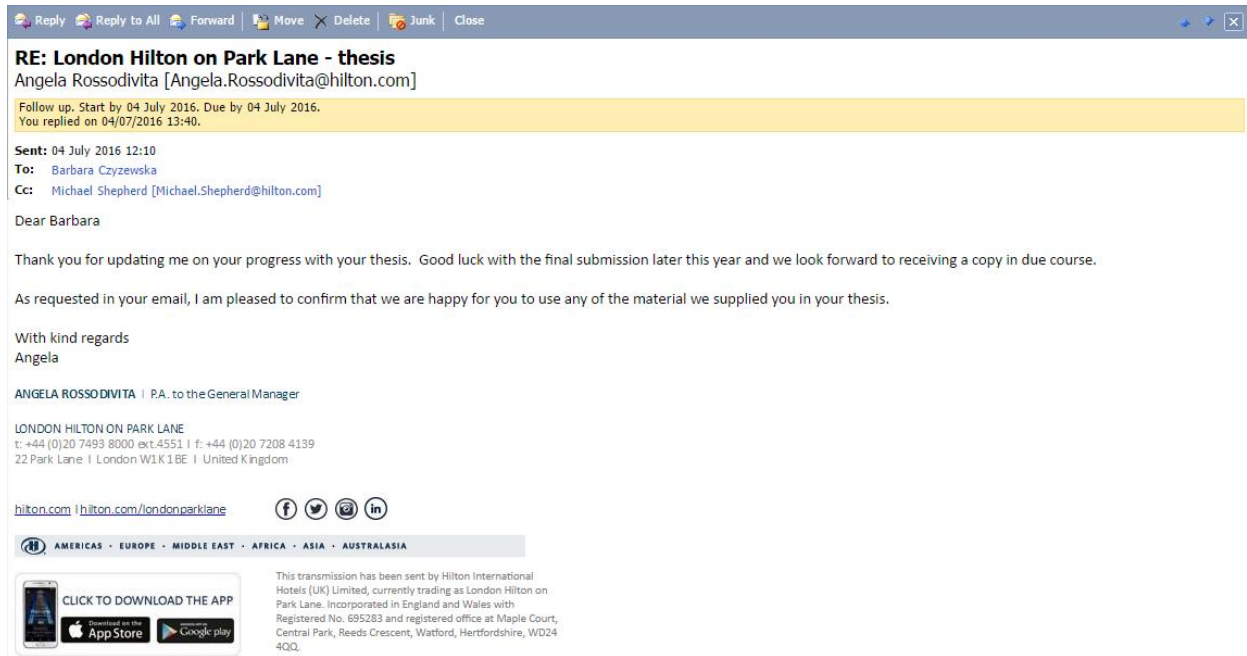 Reply Reply to All Forward Move Delete Junk Close
RE: London Hilton on Park Lane - thesis
Angela Rossodivita [Angela.Rossodivita@hilton.com]
Follow up. Start by 04 July 2016. Due by 04 July 2016.
You replied on 04/07/2016 13:40.
Sent: 04 July 2016 12:10
To: Barbara Czyzewska
Cc: Michael Shepherd [Michael.Shepherd@hilton.com]
Dear Barbara
Thank you for updating me on your progress with your thesis. Good luck with the final submission later this year and we look forward to receiving a copy in due course.
As requested in your email, I am pleased to confirm that we are happy for you to use any of the material we supplied you in your thesis.
With kind regards
Angela
ANGELA ROSSODIVITA | P.A. to the General Manager
LONDON HILTON ON PARK LANE
t: +44 (0)20 7493 8000 ext.4551 I f: +44 (0)20 7208 4139
22 Park Lane I London W1K 1BE I United Kingdom
hilton.com I hilton.com/londonparklane
AMERICAS · EUROPE · MIDDLE EAST · AFRICA · ASIA · AUSTRALASIA
CLICK TO DOWNLOAD THE APP
Download on the App Store
Google play
This transmission has been sent by Hilton International
Hotels (UK) Limited, currently trading as London Hilton on
Park Lane. Incorporated in England and Wales with
Registered No. 695283 and registered office at Maple Court,
Central Park, Reeds Crescent, Watford, Hertfordshire, WD24
4QQ.